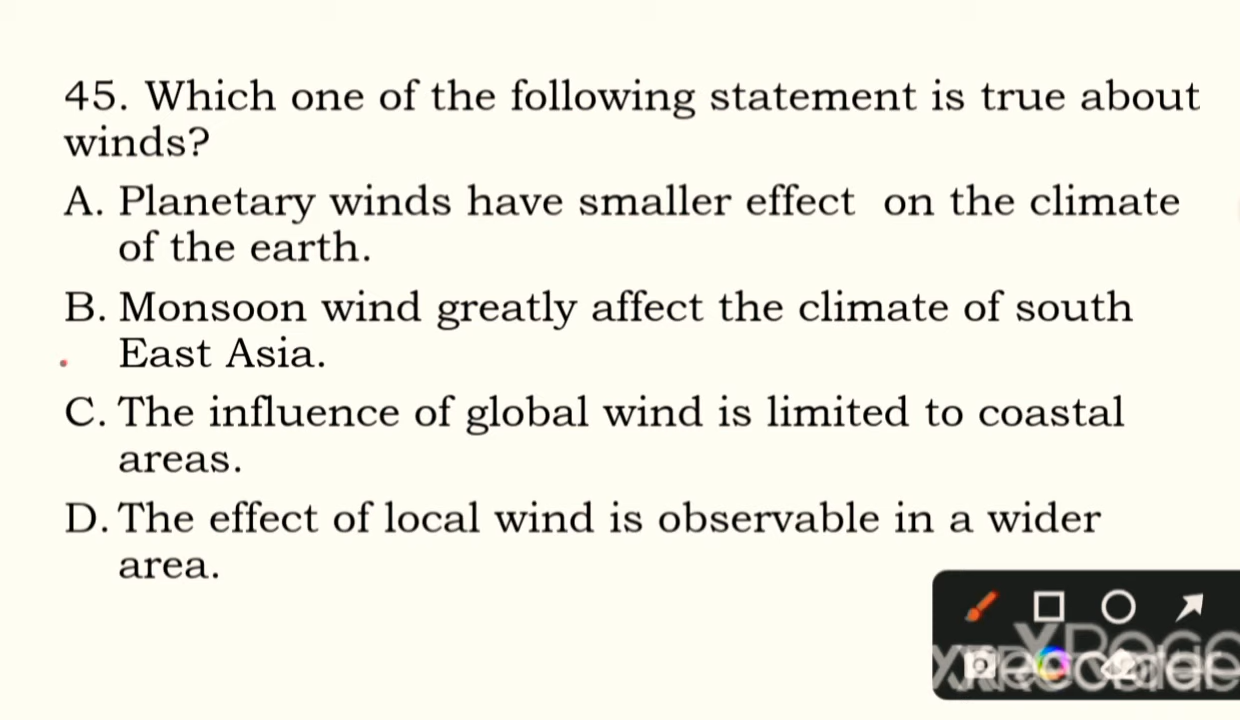 45. Which one of the following statement is true about
winds?
A. Planetary winds have smaller effect on the climate
of the earth.
B. Monsoon wind greatly affect the climate of south
East Asia.
C. The influence of global wind is limited to coastal
areas.
D. The effect of local wind is observable in a wider
area.